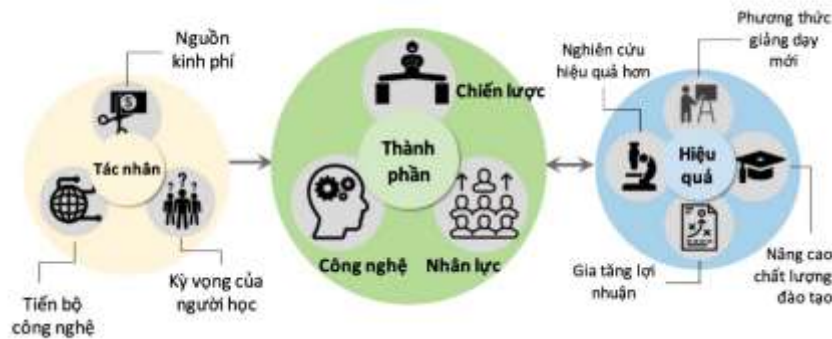 Nguồn
kinh phí
Tác nhân
Tiến bộ
công nghệ
Kỳ vọng của
người học
Chiến lược
Thành
phần
Công nghệ
Nhân lực
Nghiên cứu
hiệu quả hơn
Phương thức
giảng dạy
mới
Hiệu
quả
Gia tăng lợi
nhuận
Nâng cao
chất lượng
đào tạo